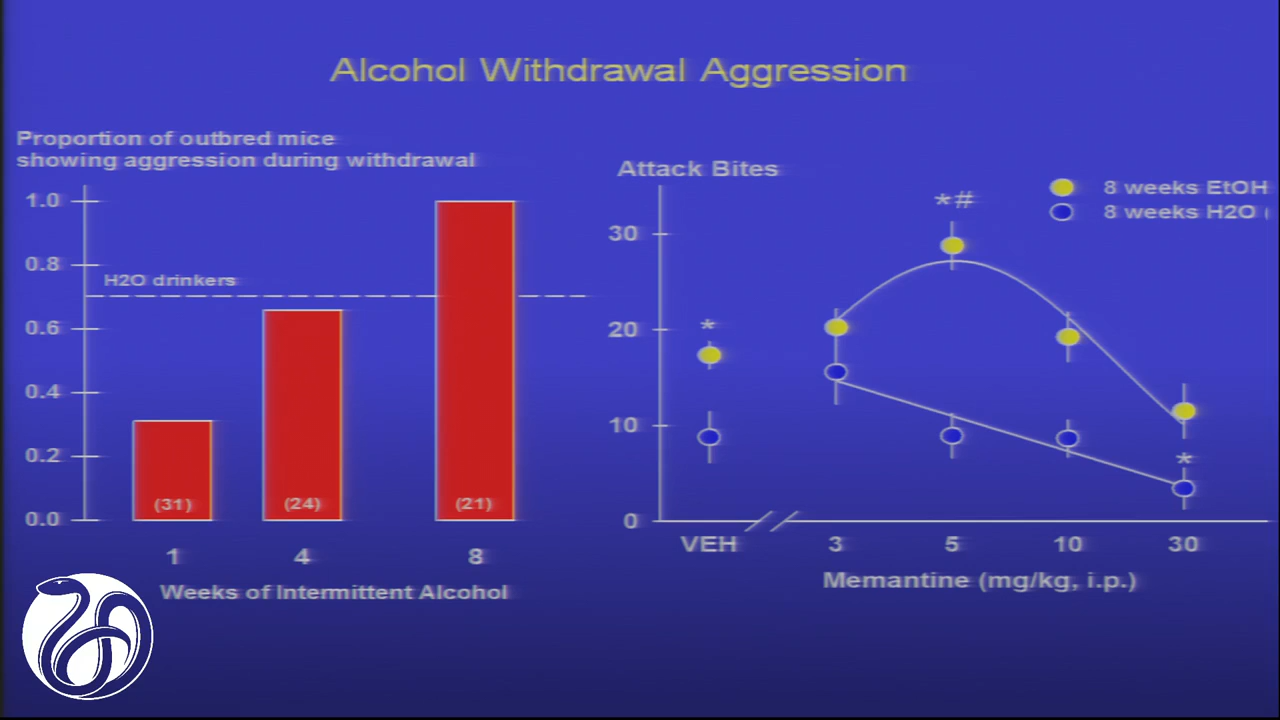 Alcohol Withdrawal Aggression
Proportion of outbred mice
showing aggression during withdrawal
1.0
0.8
0.6
0.4
0.2
0.0
H2O drinkers
(31)
(24)
(21)
1
4
8
Weeks of Intermittent Alcohol
Attack Bites
30
20
10
0
*
*#
*
8 weeks EtOH
8 weeks H2O
VEH
3
5
10
30
Memantine (mg/kg, i.p.)